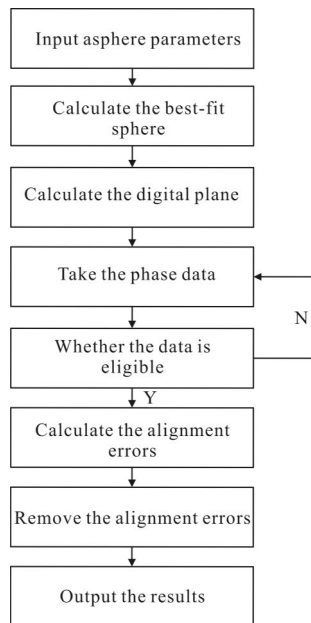 Input asphere parameters
Calculate the best-fit
sphere
Calculate the digital plane
Take the phase data
N
Whether the data is
eligible
Y
Calculate the alignment
errors
Remove the alignment errors
Output the results